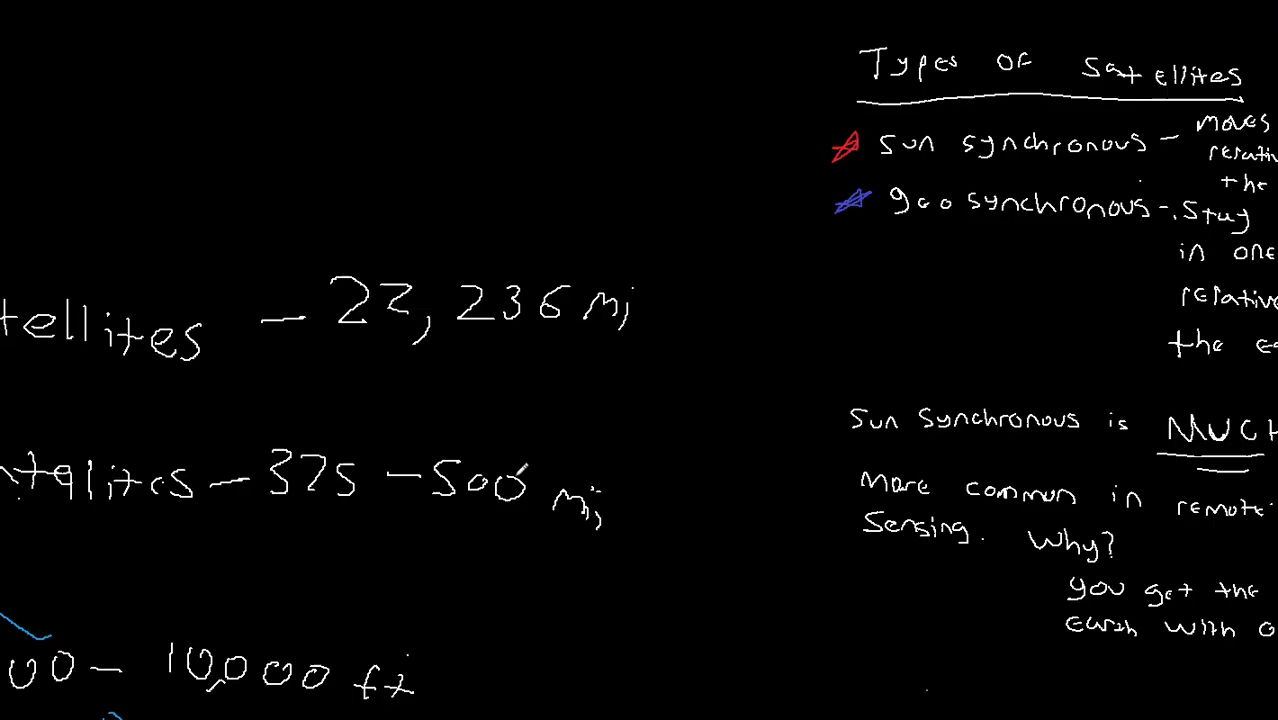 Types of Satellites
sun synchronous - moves
relati
the
geo synchronous - stay
in one
relative
the ea
tellites - 22,236 mi
Sun Synchronous is MUCH
telites - 375 - 500 mi
More common in remote
Sensing. Why?
you get the
Earth with
00 - 10,000 ft